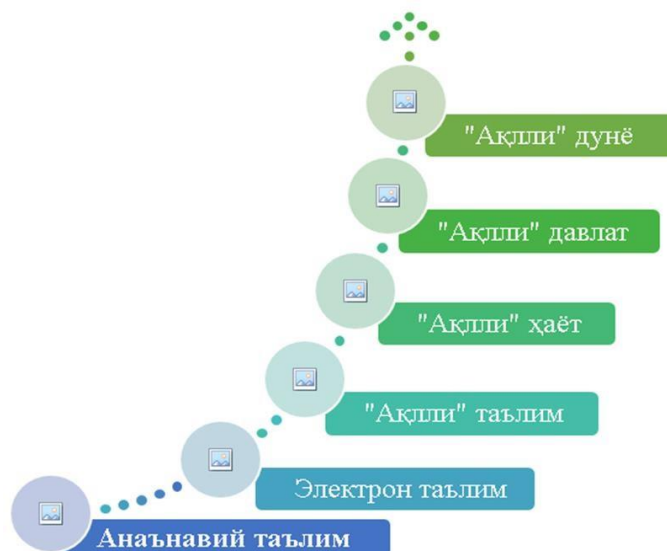 "Ақлли" дунё
"Ақлли" давлат
"Ақлли" ҳаёт
"Ақлли" таълим
Электрон таълим
Анаънавий таълим